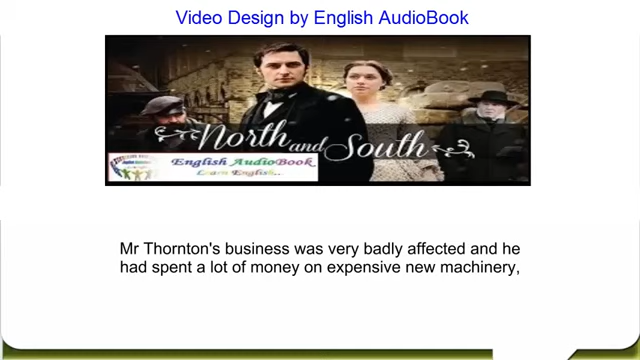 Video Design by English AudioBook
North and South
English AudioBook
Learn English...
Mr Thornton's business was very badly affected and he
had spent a lot of money on expensive new machinery,